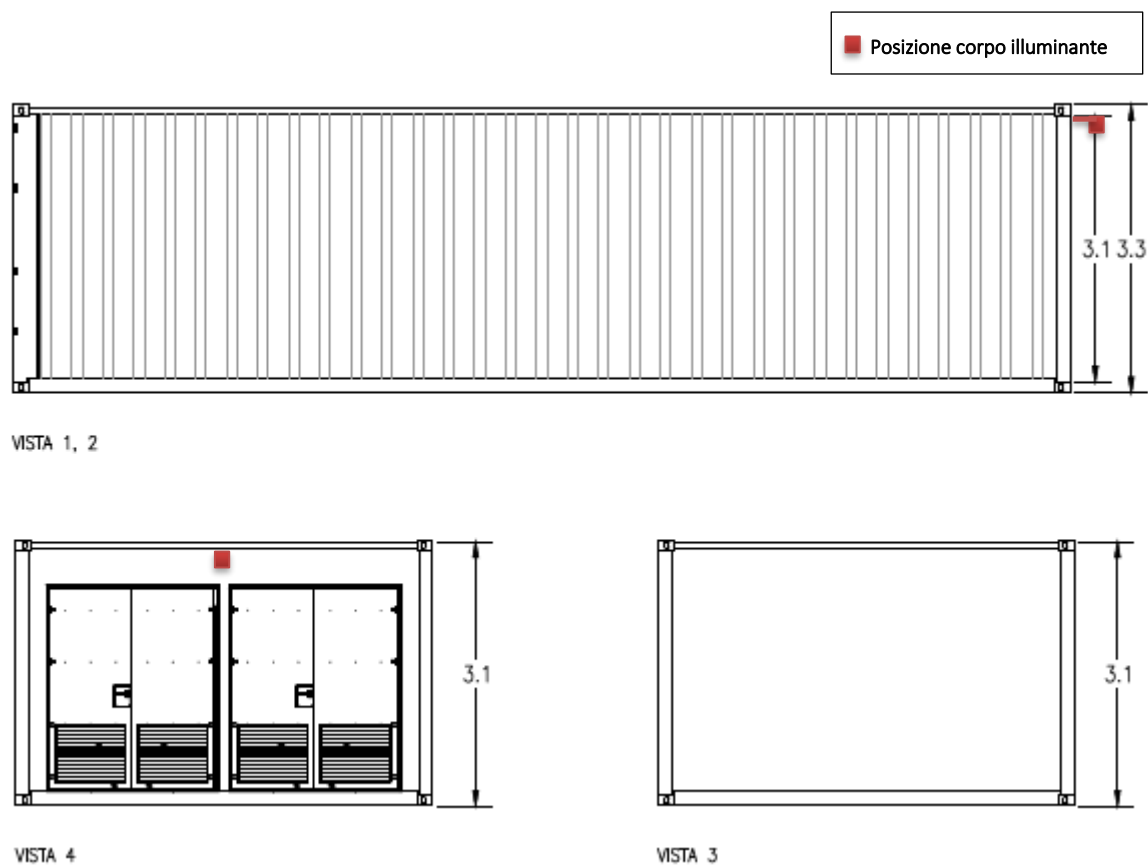 Posizione corpo illuminante
3.1 3.3
VISTA 1, 2
3.1
3.1
VISTA 4
VISTA 3